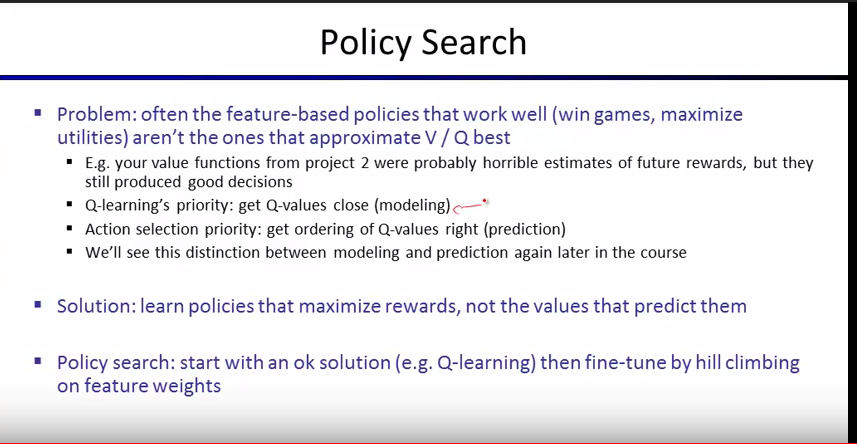 Policy Search
▪ Problem: often the feature-based policies that work well (win games, maximize
utilities) aren't the ones that approximate V / Q best
▪ E.g. your value functions from project 2 were probably horrible estimates of future rewards, but they
still produced good decisions
▪ Q-learning's priority: get Q-values close (modeling)
▪ Action selection priority: get ordering of Q-values right (prediction)
▪ We'll see this distinction between modeling and prediction again later in the course
▪ Solution: learn policies that maximize rewards, not the values that predict them
▪ Policy search: start with an ok solution (e.g. Q-learning) then fine-tune by hill climbing
on feature weights